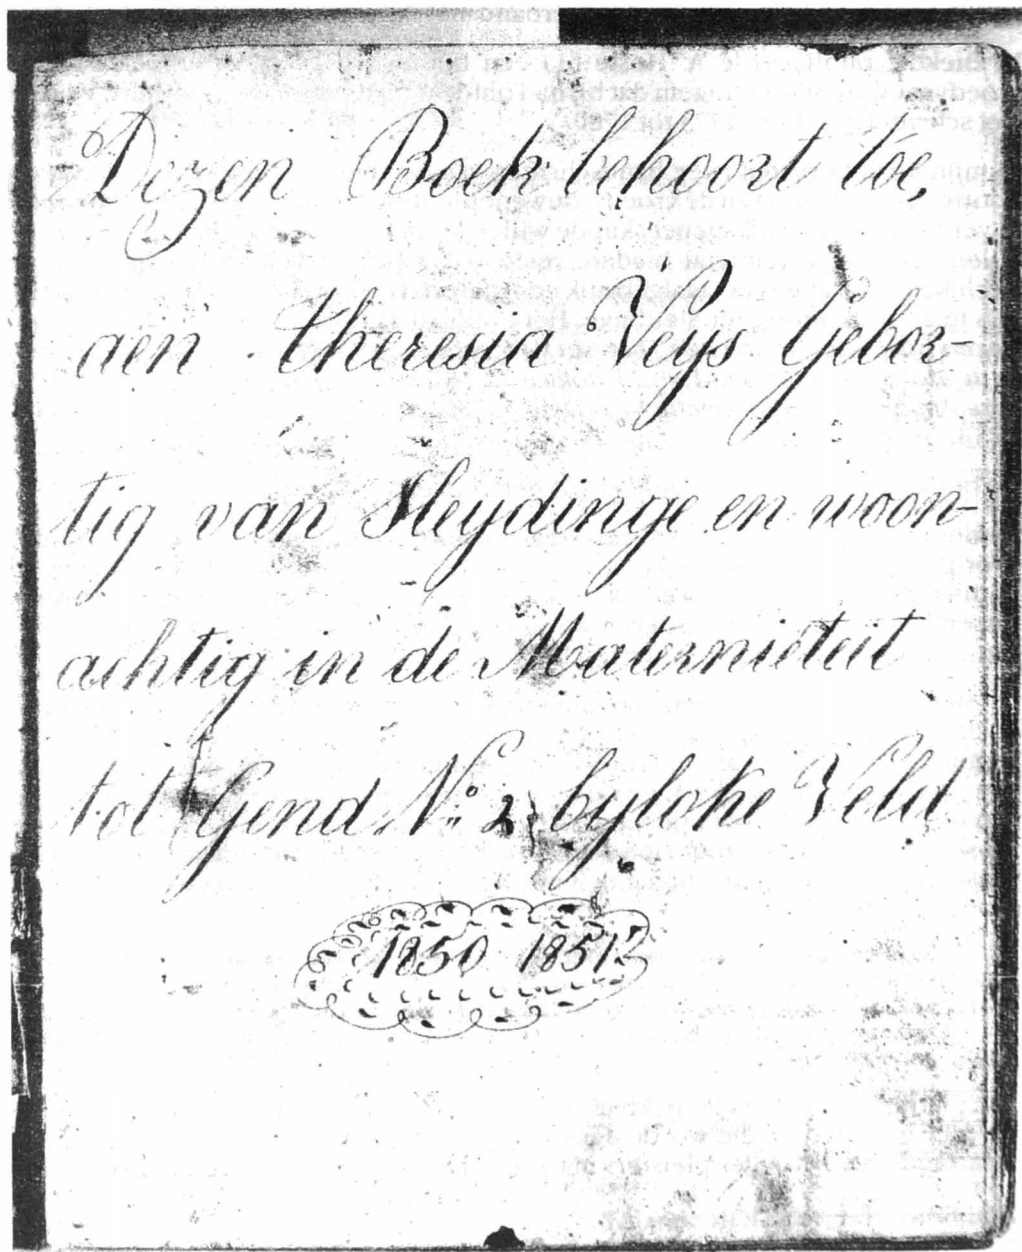 Dezen Boek behoort toe,
aen Theresia Veys Gebor-
tig van Sleydinge en woon-
achtig in de Materniteit
tot Gend N.º 2 byloke Veld
1850 1851